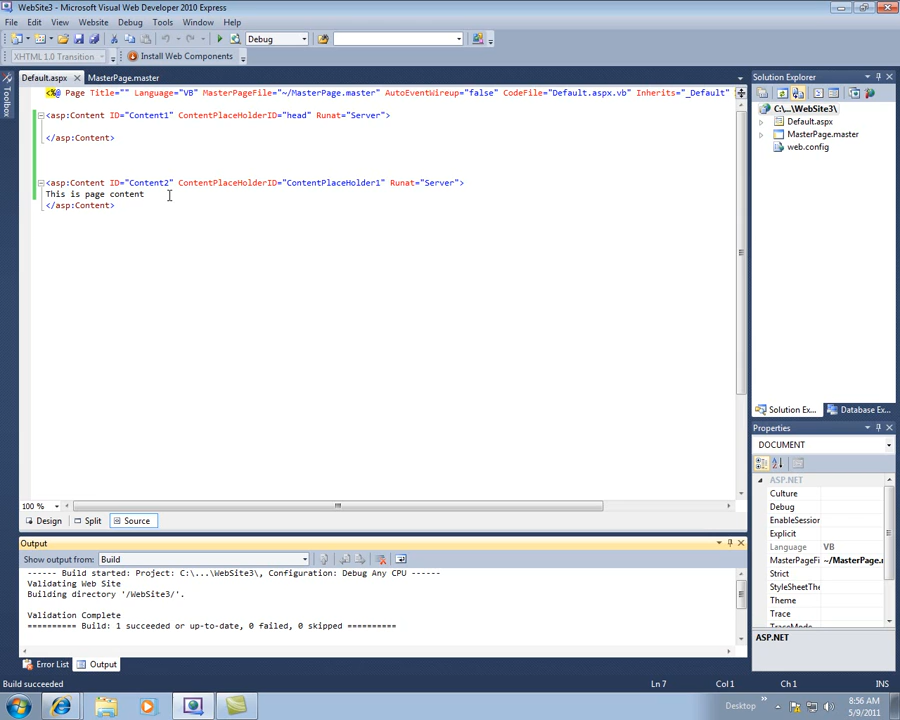 WebSite3 - Microsoft Visual Web Developer 2010 Express
File Edit View Website Debug Tools Window Help
Debug
XHTML 1.0 Transition Install Web Components
Default.aspx MasterPage.master
<%@ Page Title="" Language="VB" MasterPageFile="~/MasterPage.master" AutoEventWireup="false" CodeFile="Default.aspx.vb" Inherits="_Default"
<asp:Content ID="Content1" ContentPlaceHolderID="head" Runat="Server">
</asp:Content>
<asp:Content ID="Content2" ContentPlaceHolderID="ContentPlaceHolder1" Runat="Server">
This is page content
</asp:Content>
100 %
Design Split Source
Toolbox
Solution Explorer
C:\...\WebSite3\
Default.aspx
MasterPage.master
web.config
Solution Ex... Database Ex...
Properties
DOCUMENT
ASP.NET
Culture
Debug
EnableSession
Explicit
Language VB
MasterPageFi ~/MasterPage.
Strict
StyleSheetThe
Theme
Trace
TraceMode
ASP.NET
Output
Show output from: Build
------ Build started: Project: C:\...\WebSite3\, Configuration: Debug Any CPU ------
Validating Web Site
Building directory '/WebSite3/'.
Validation Complete
========== Build: 1 succeeded or up-to-date, 0 failed, 0 skipped ==========
Error List Output
Build succeeded Ln 7 Col 1 Ch 1 INS
Desktop 8:56 AM
5/9/2011